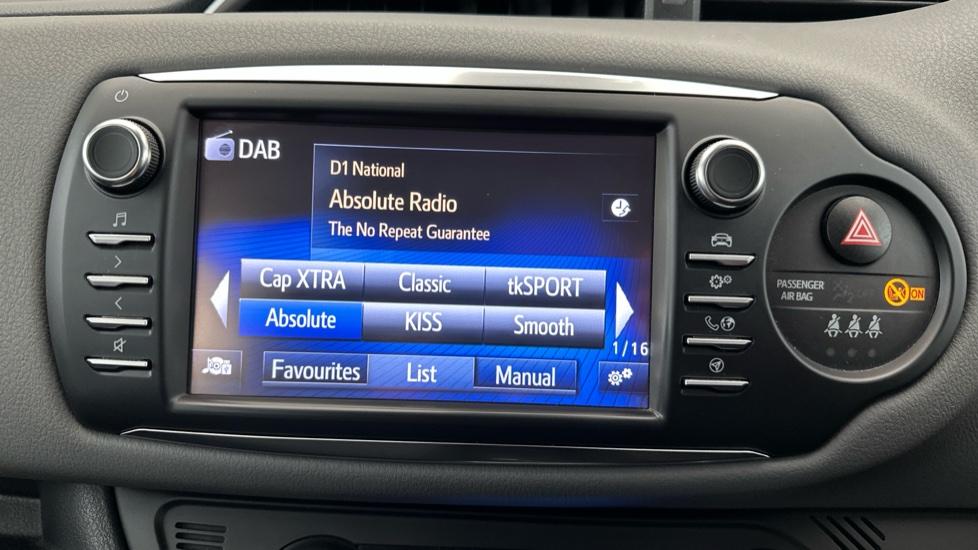 DAB
D1 National
Absolute Radio
The No Repeat Guarantee
Cap XTRA Classic tkSPORT
Absolute KISS Smooth
1/16
Favourites List Manual
PASSENGER
AIR BAG
ON